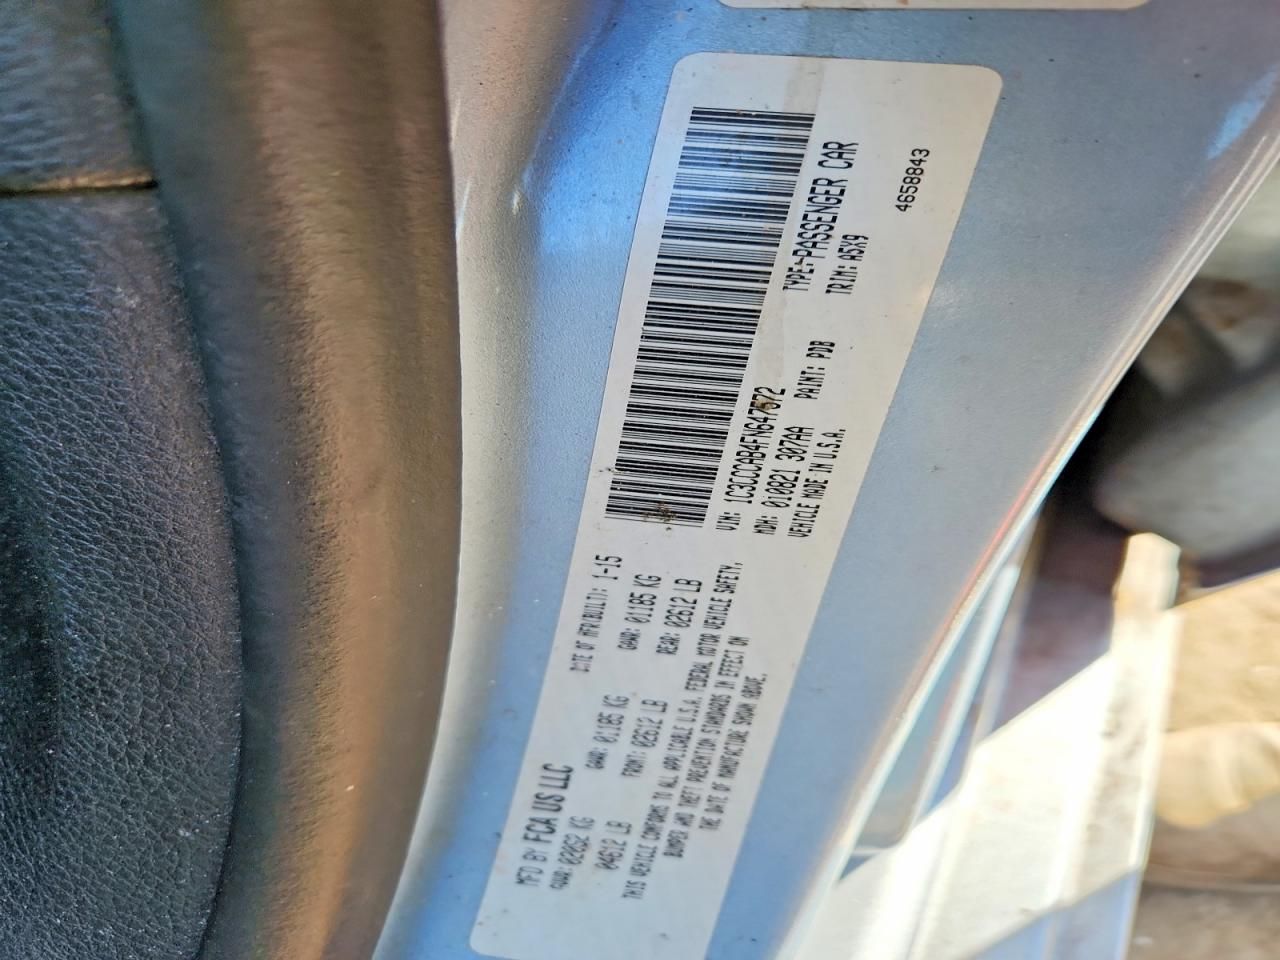 MFD BY FCA US LLC DATE OF MFR(BUILT): 1-15
GVWR: 02092 KG GAWR: 01185 KG GAWR: 01185 KG
04612 LB FRONT: 02612 LB REAR: 02612 LB
THIS VEHICLE CONFORMS TO ALL APPLICABLE U.S.A. FEDERAL MOTOR VEHICLE SAFETY,
BUMPER AND THEFT PREVENTION STANDARDS IN EFFECT ON
THE DATE OF MANUFACTURE SHOWN ABOVE.
VIN: 1C3CCCAB4FN647572 TYPE: PASSENGER CAR
MDH: 010821 307AA PAINT: PDB TRIM: A5X9
VEHICLE MADE IN U.S.A.
4658843